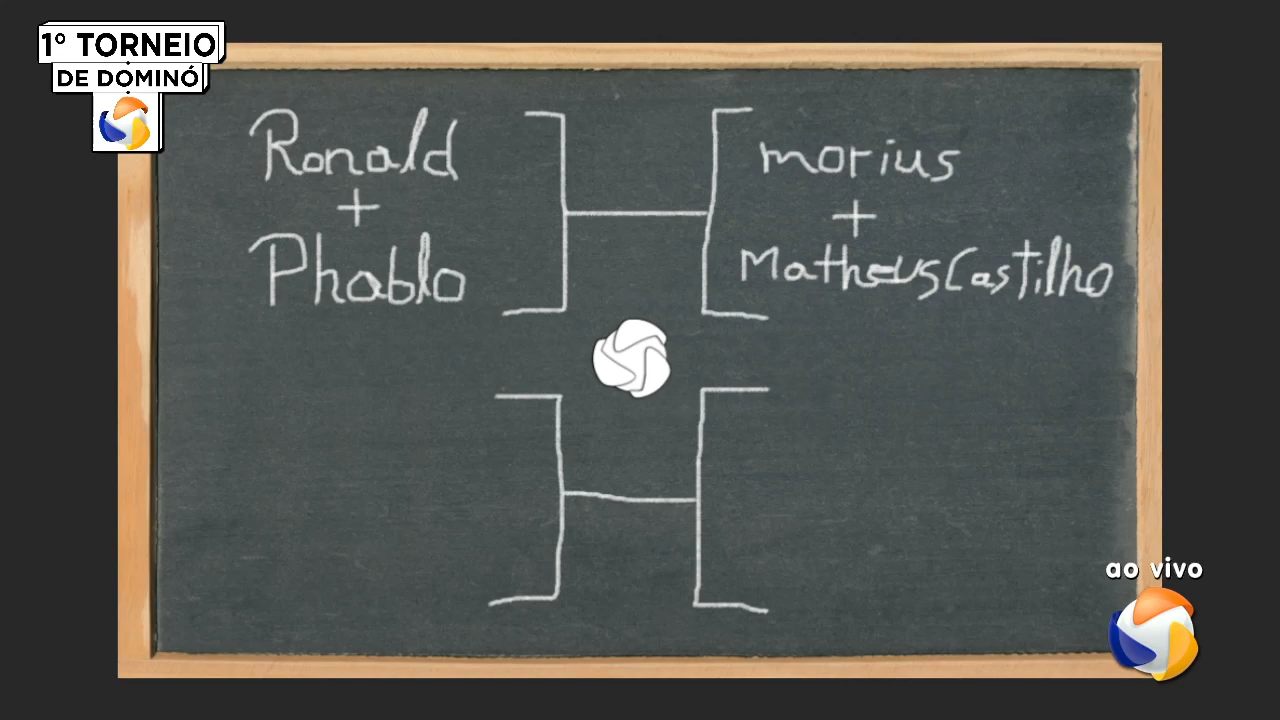 1º TORNEIO
DE DOMINÓ
Ronald
+
Phablo
morius
+
MatheusCastilho
ao vivo